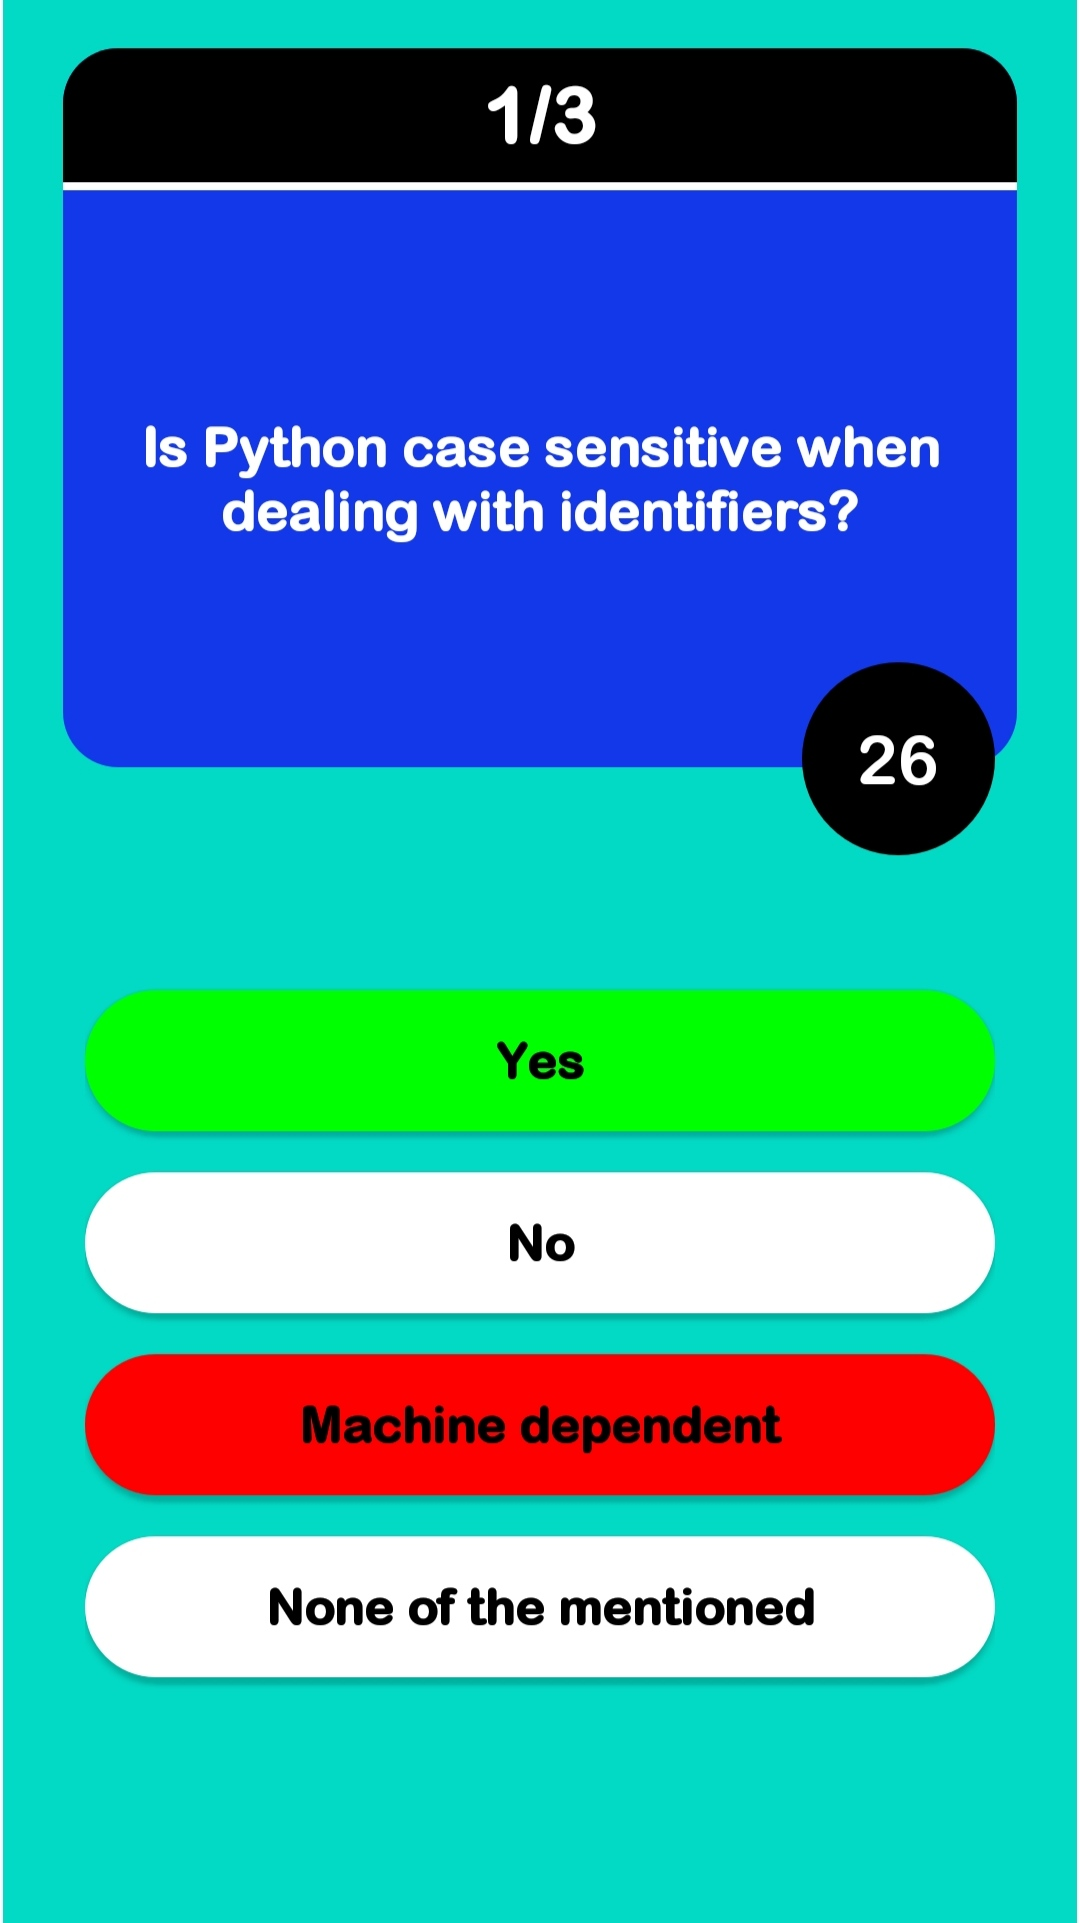 1/3
Is Python case sensitive when
dealing with identifiers?
26
Yes
No
Machine dependent
None of the mentioned